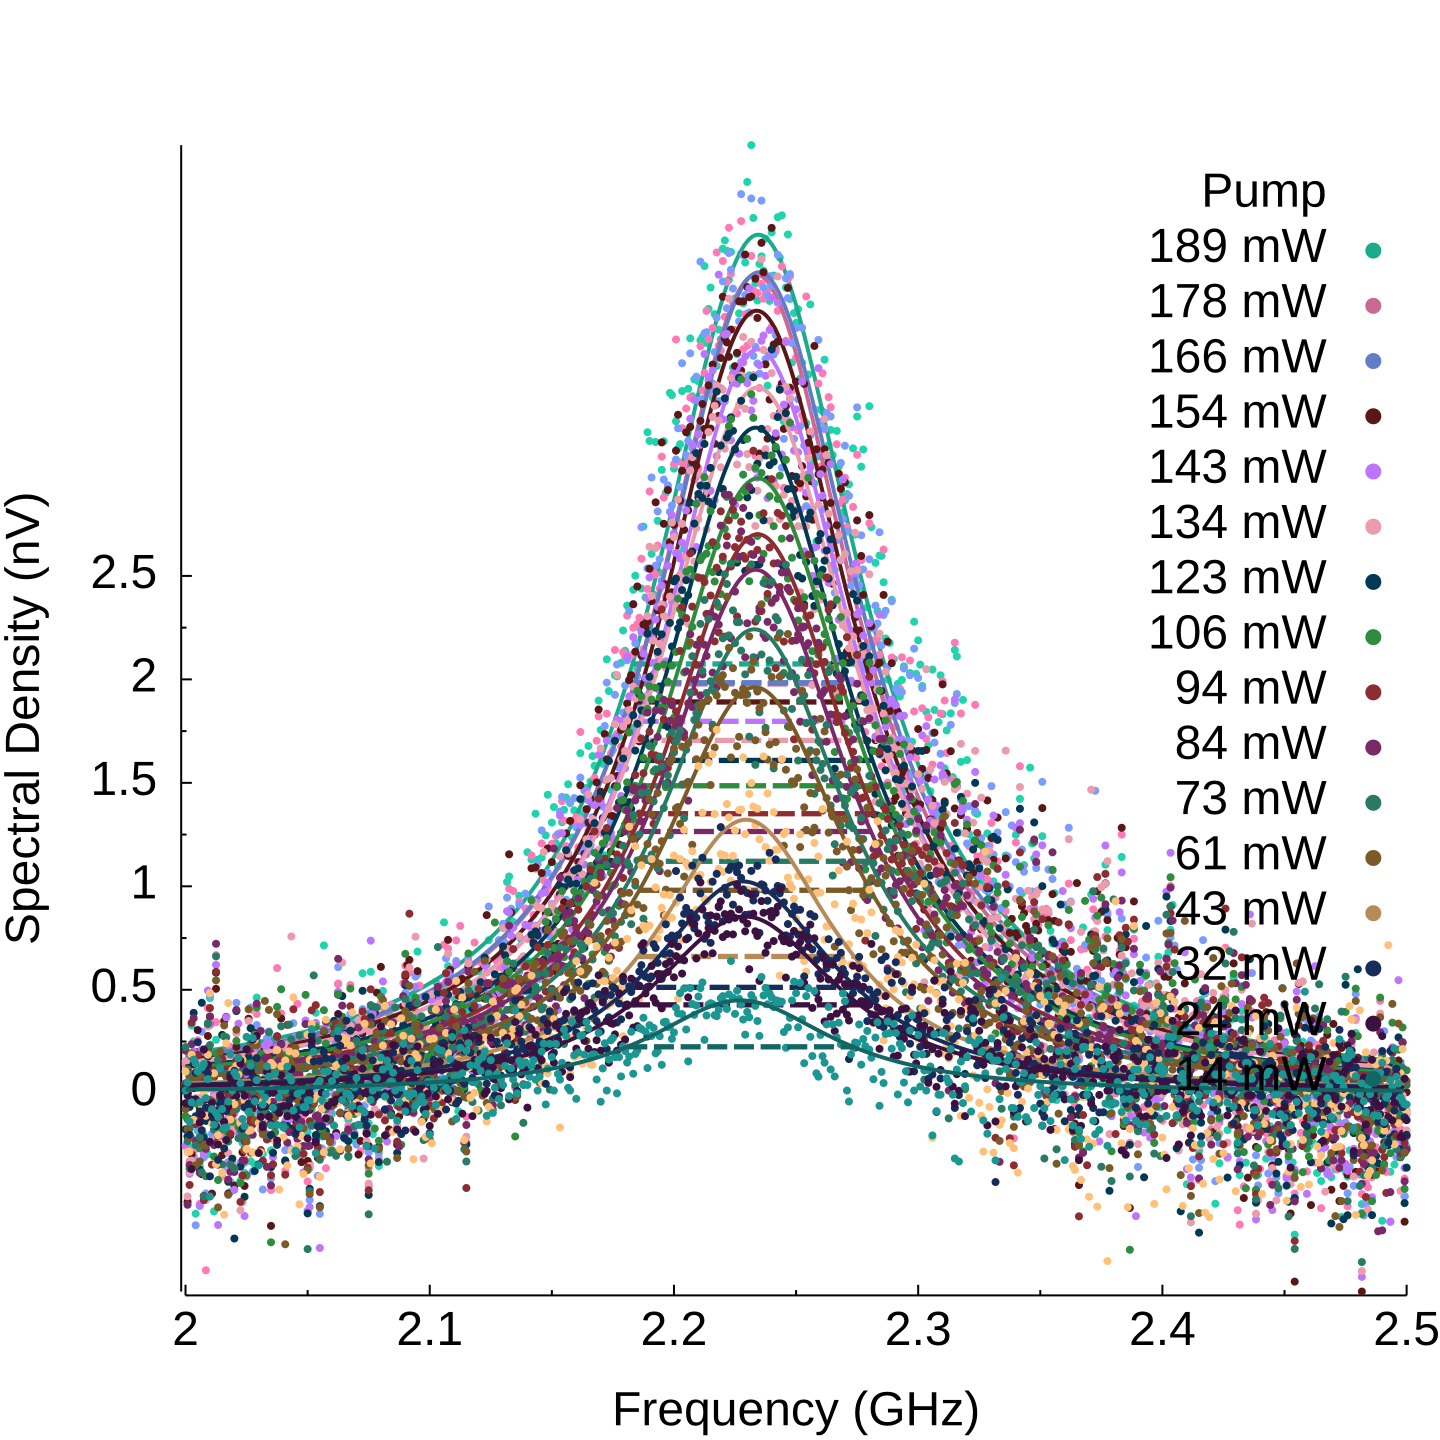 Pump
189 mW
178 mW
166 mW
154 mW
143 mW
134 mW
123 mW
106 mW
94 mW
84 mW
73 mW
61 mW
43 mW
32 mW
24 mW
14 mW
Spectral Density (nV)
2.5
2
1.5
1
0.5
0
2 2.1 2.2 2.3 2.4 2.5
Frequency (GHz)